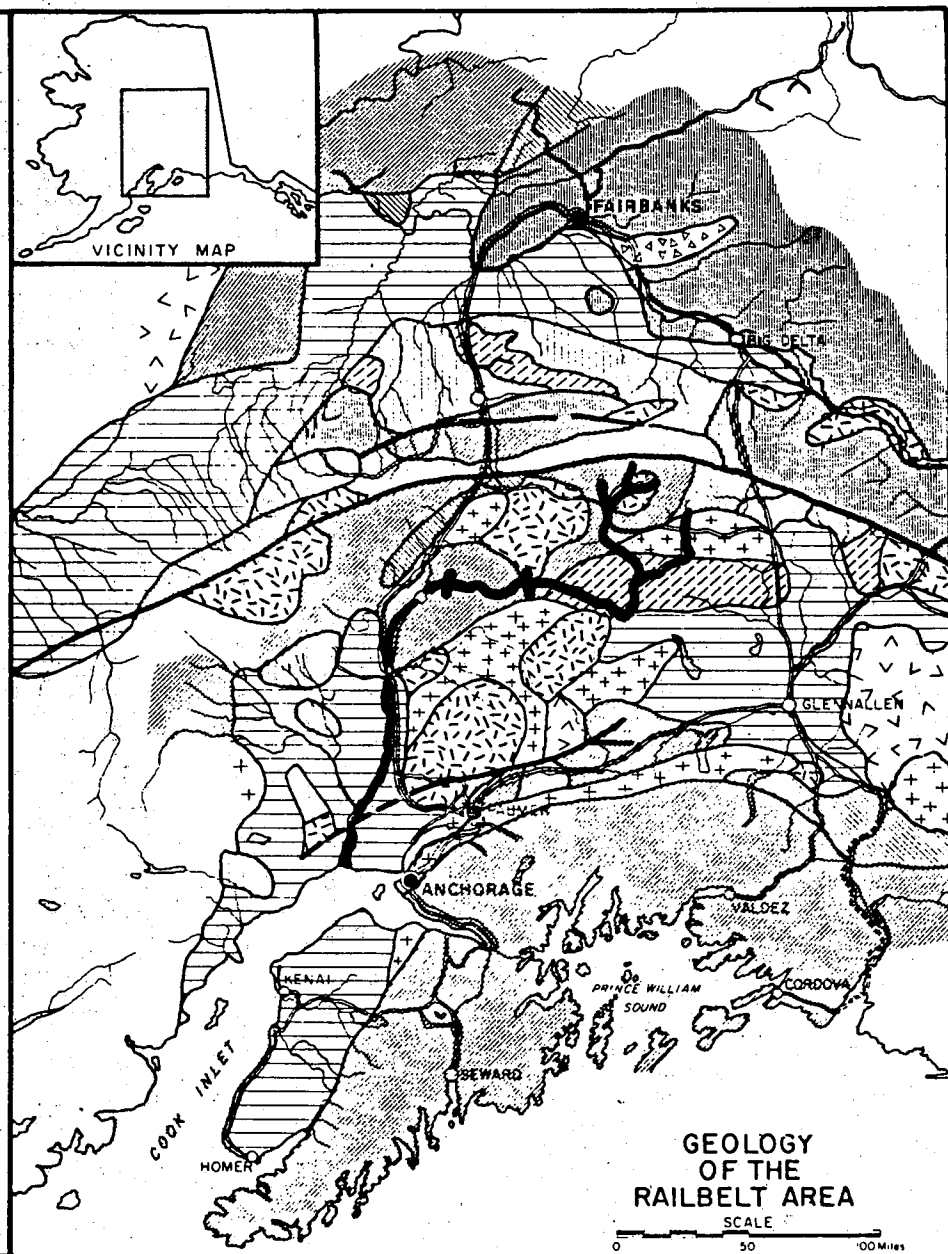 VICINITY MAP
FAIRBANKS
BIG DELTA
GLENNALLEN
PALMER
ANCHORAGE
VALDEZ
KENAI
PRINCE WILLIAM
SOUND
CORDOVA
SEWARD
COOK INLET
HOMER
GEOLOGY
OF THE
RAILBELT AREA
SCALE
0 50 100 Miles